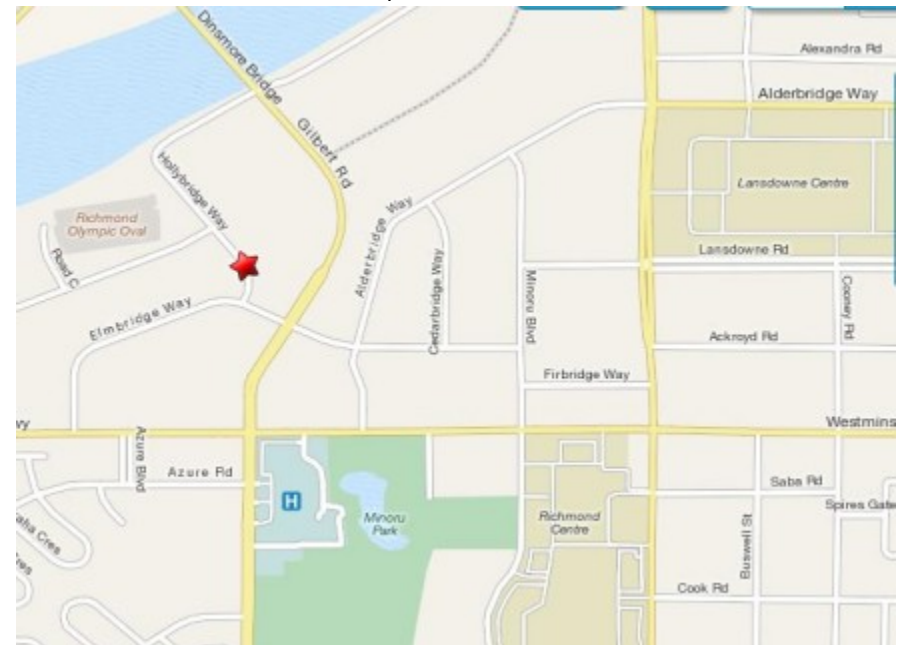 Dinsmore Bridge
Alexandra Rd
Alderbridge Way
Gilbert Rd
Hollybridge Way
Lansdowne Centre
Richmond
Olympic Oval
Alderbridge Way
Road C
Lansdowne Rd
Cedarbridge Way
Minoru Blvd
Cooney Rd
Elmbridge Way
Ackroyd Rd
Firbridge Way
vy
Westmins
Azure Blvd
Azure Rd
Saba Rd
H
Spires Gate
Minoru
Park
Richmond
Centre
Buswell St
Cres
Cook Rd